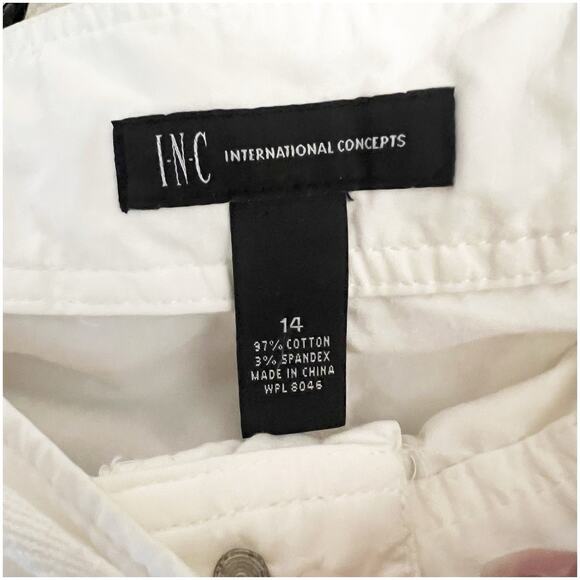 I·N·C INTERNATIONAL CONCEPTS
14
97% COTTON
3% SPANDEX
MADE IN CHINA
WPL 8046